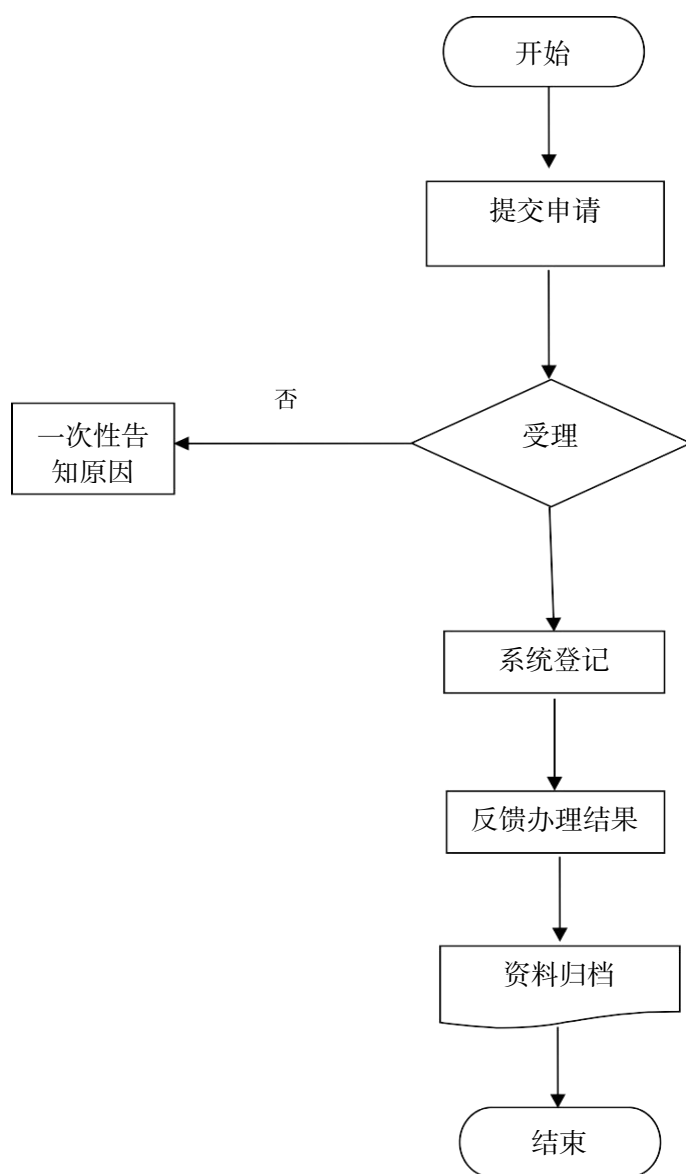 开始
提交申请
否
受理
一次性告
知原因
系统登记
反馈办理结果
资料归档
结束